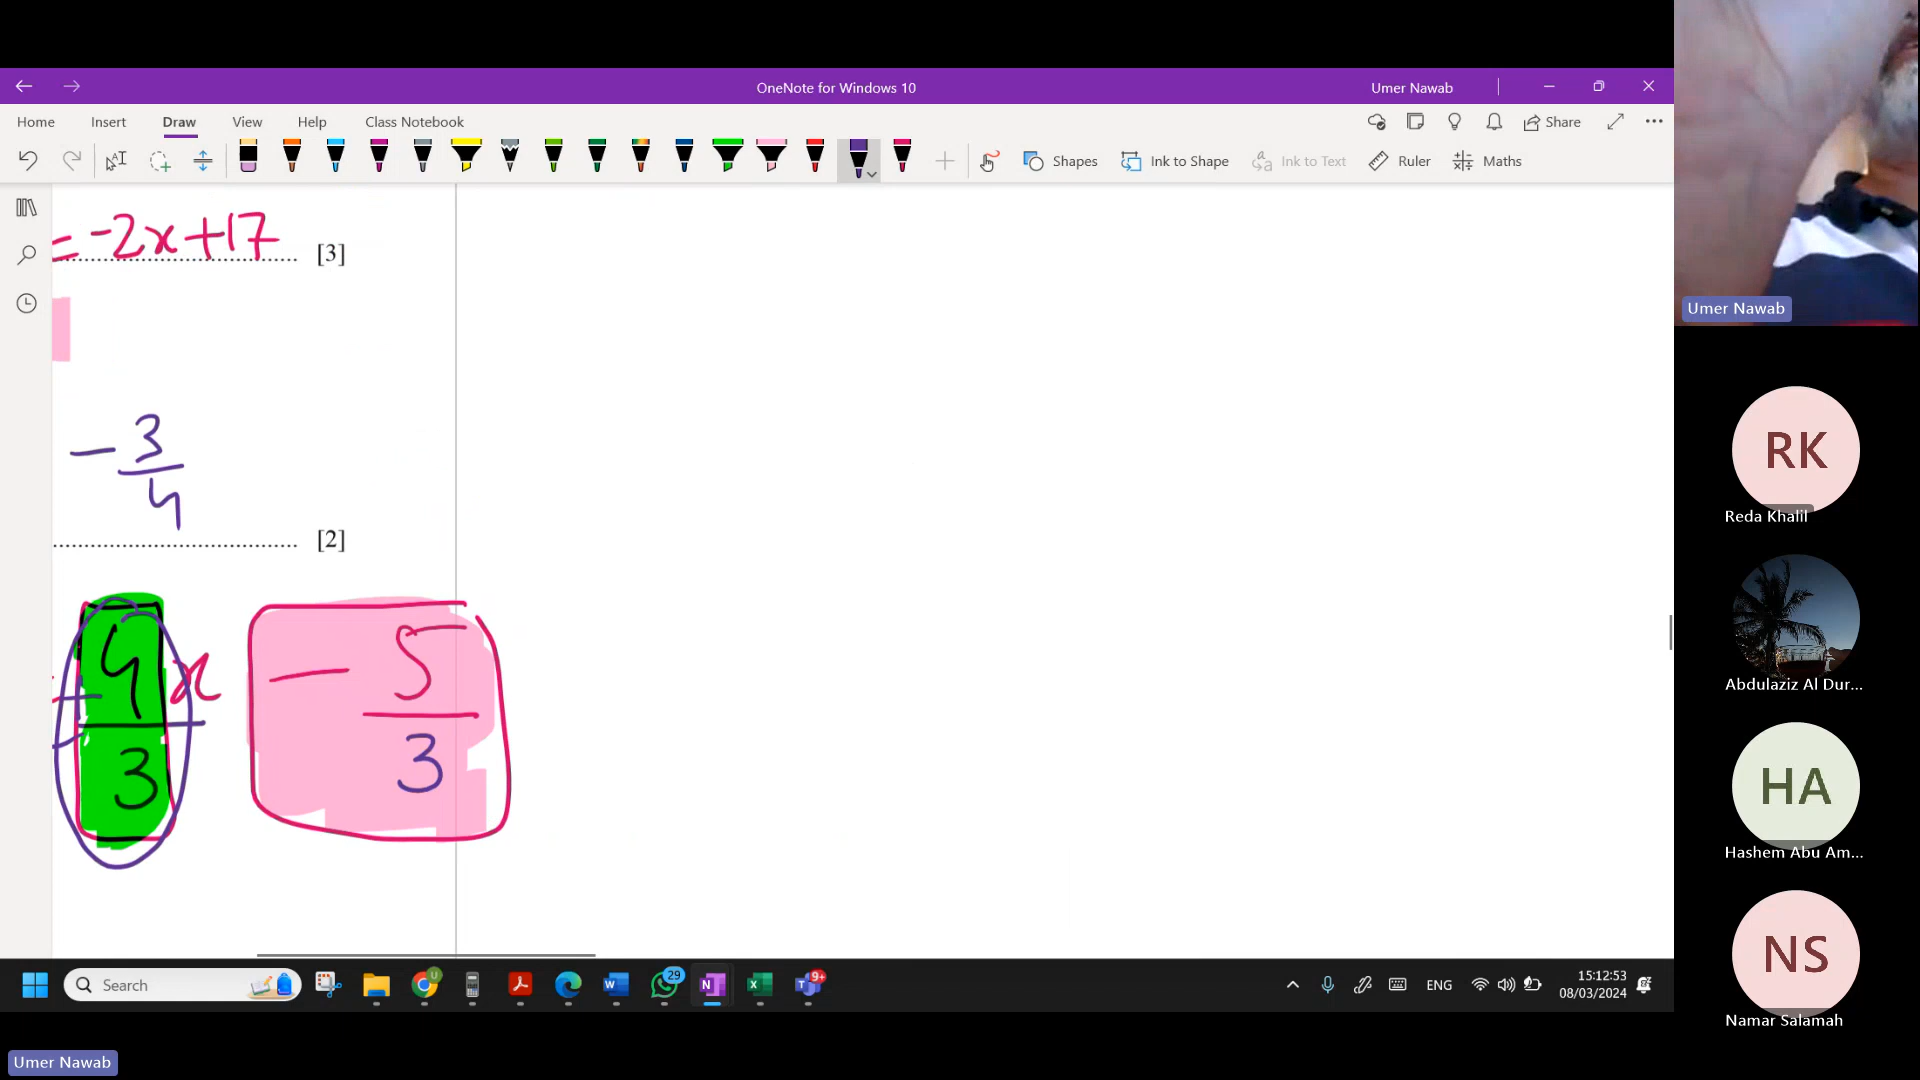 OneNote for Windows 10
Umer Nawab
Home Insert Draw View Help Class Notebook
Share
Shapes Ink to Shape Ink to Text Ruler Maths
= -2x+17 [3]
- 3/4
[2]
4/3 x - 5/3
Umer Nawab
RK
Reda Khalil
Abdulaziz Al Dur...
HA
Hashem Abu Am...
NS
Namar Salamah
Search
29
9+
ENG
15:12:53
08/03/2024
Umer Nawab